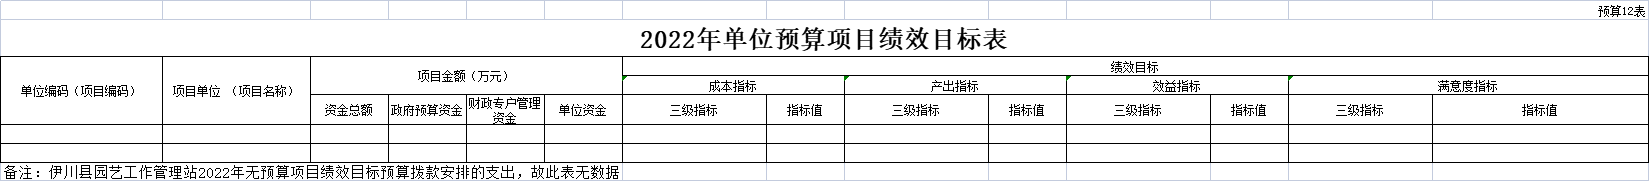 预算12表
2022年单位预算项目绩效目标表
单位编码（项目编码） 项目单位 （项目名称） 项目金额（万元） 绩效目标
成本指标 产出指标 效益指标 满意度指标
资金总额 政府预算资金 财政专户管理资金 单位资金 三级指标 指标值 三级指标 指标值 三级指标 指标值 三级指标 指标值
备注：伊川县园艺工作管理站2022年无预算项目绩效目标预算拨款安排的支出，故此表无数据